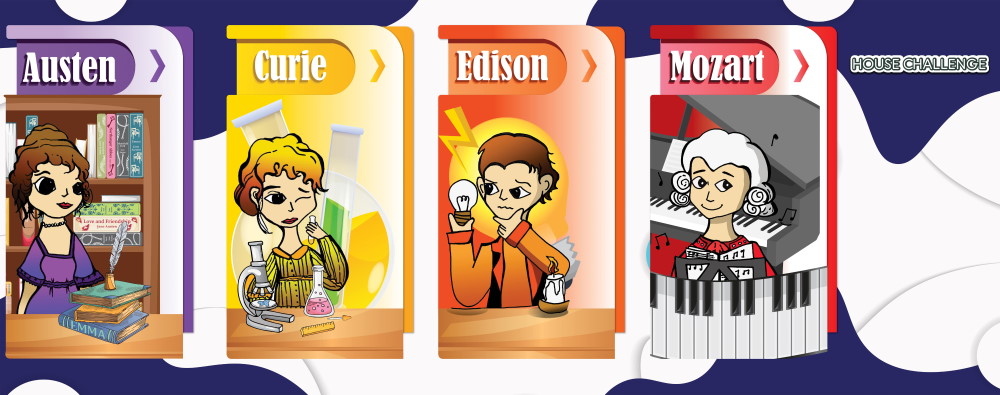 Austen
Curie
Edison
Mozart
HOUSE CHALLENGE
Love and Friendship
EMMA